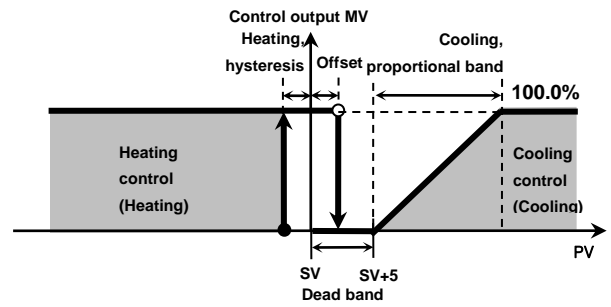 Control output MV
Heating,
hysteresis
Offset
Cooling,
proportional band
100.0%
Heating
control
(Heating)
Cooling
control
(Cooling)
PV
SV
SV+5
Dead band